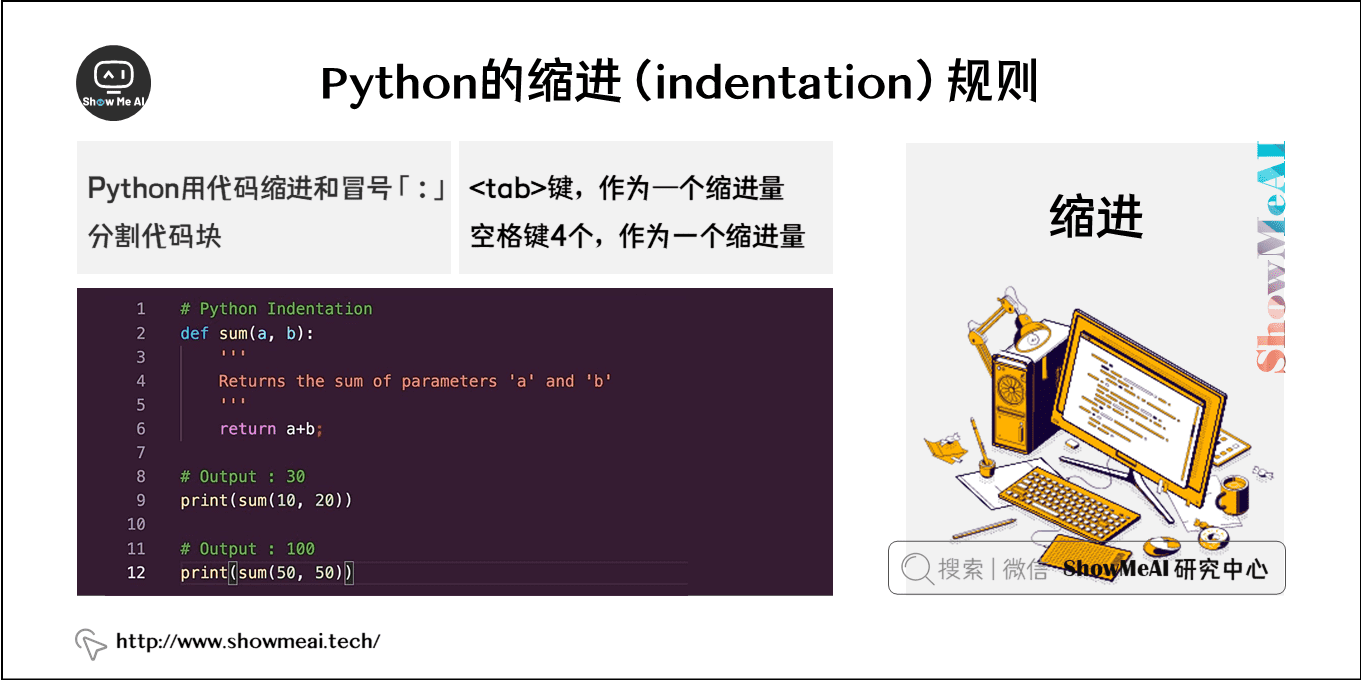 Show Me AI
Python的缩进（indentation）规则
Python用代码缩进和冒号「：」
分割代码块
<tab>键，作为一个缩进量
空格键4个，作为一个缩进量
1 # Python Indentation
2 def sum(a, b):
3 '''
4 Returns the sum of parameters 'a' and 'b'
5 '''
6 return a+b;
7
8 # Output : 30
9 print(sum(10, 20))
10
11 # Output : 100
12 print(sum(50, 50))
缩进
ShowMeAI
搜索 | 微信 ShowMeAI 研究中心
http://www.showmeai.tech/